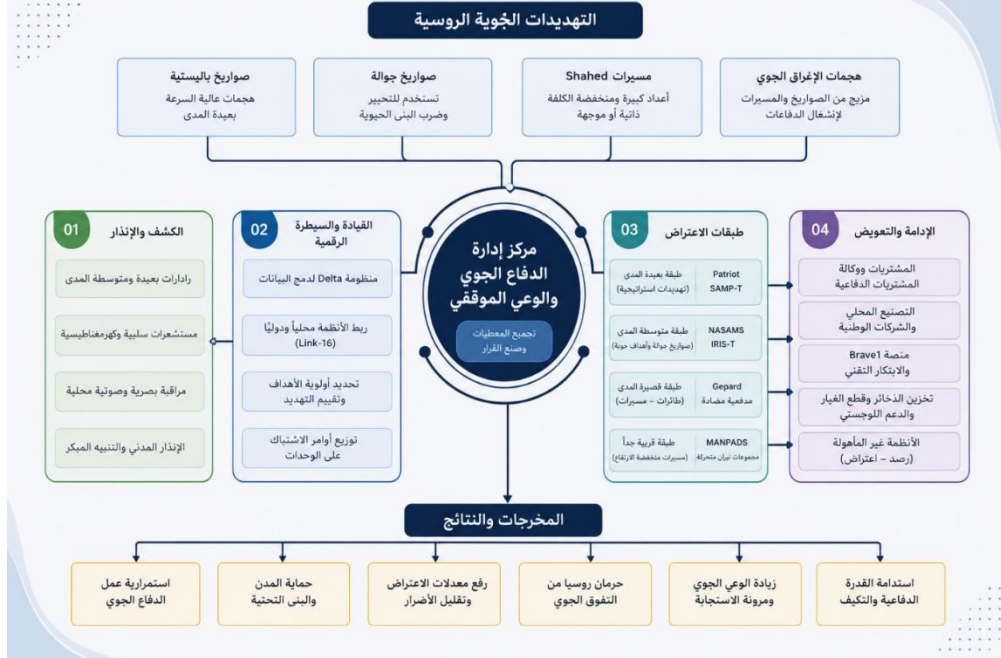 التهديدات الجُوية الروسية
هجمات الإغراق الجوي
مزيج من الصواريخ والمسيرات
لإنشغال الدفاعات
مسيرات Shahed
أعداد كبيرة ومنخفضة الكلفة
ذاتية أو موجهة
صواريخ جوالة
تستخدم للتحيير
وضرب البنى الحيوية
صواريخ باليستية
هجمات عالية السرعة
بعيدة المدى
مركز إدارة
الدفاع الجوي
والوعي الموقفي
تجميع المعطيات
وصنع القرار
01
الكشف والإنذار
رادارات بعيدة ومتوسطة المدى
مستشعرات سلبية وكهرمغناطيسية
مراقبة بصرية وصوتية محلية
الإنذار المدني والتنبيه المبكر
02
القيادة والسيطرة
الرقمية
منظومة Delta لدمج البيانات
ربط الأنظمة محلياً ودوليًا
(Link-16)
تحديد أولوية الأهداف
وتقييم التهديد
توزيع أوامر الاشتباك
على الوحدات
03
طبقات الاعتراض
Patriot
SAMP-T
طبقة بعيدة المدى
(تهديدات استراتيجية)
NASAMS
IRIS-T
طبقة متوسطة المدى
(صواريخ جوالة وأهداف جوية)
Gepard
مدفعية مضادة
طبقة قصيرة المدى
(طائرات – مسيرات)
MANPADS
مجموعات نيران متحركة
طبقة قريبة جداً
(مسيرات منخفضة الارتفاع)
04
الإدامة والتعويض
المشتريات ووكالة
المشتريات الدفاعية
التصنيع المحلي
والشركات الوطنية
منصة Brave1
والابتكار التقني
تخزين الذخائر وقطع الغيار
والدعم اللوجستي
الأنظمة غير المأهولة
(رصد – اعتراض)
المخرجات والنتائج
استدامة القدرة
الدفاعية والتكيف
زيادة الوعي الجوي
ومرونة الاستجابة
حرمان روسيا من
التفوق الجوي
رفع معدلات الاعتراض
وتقليل الأضرار
حماية المدن
والبنى التحتية
استمرارية عمل
الدفاع الجوي